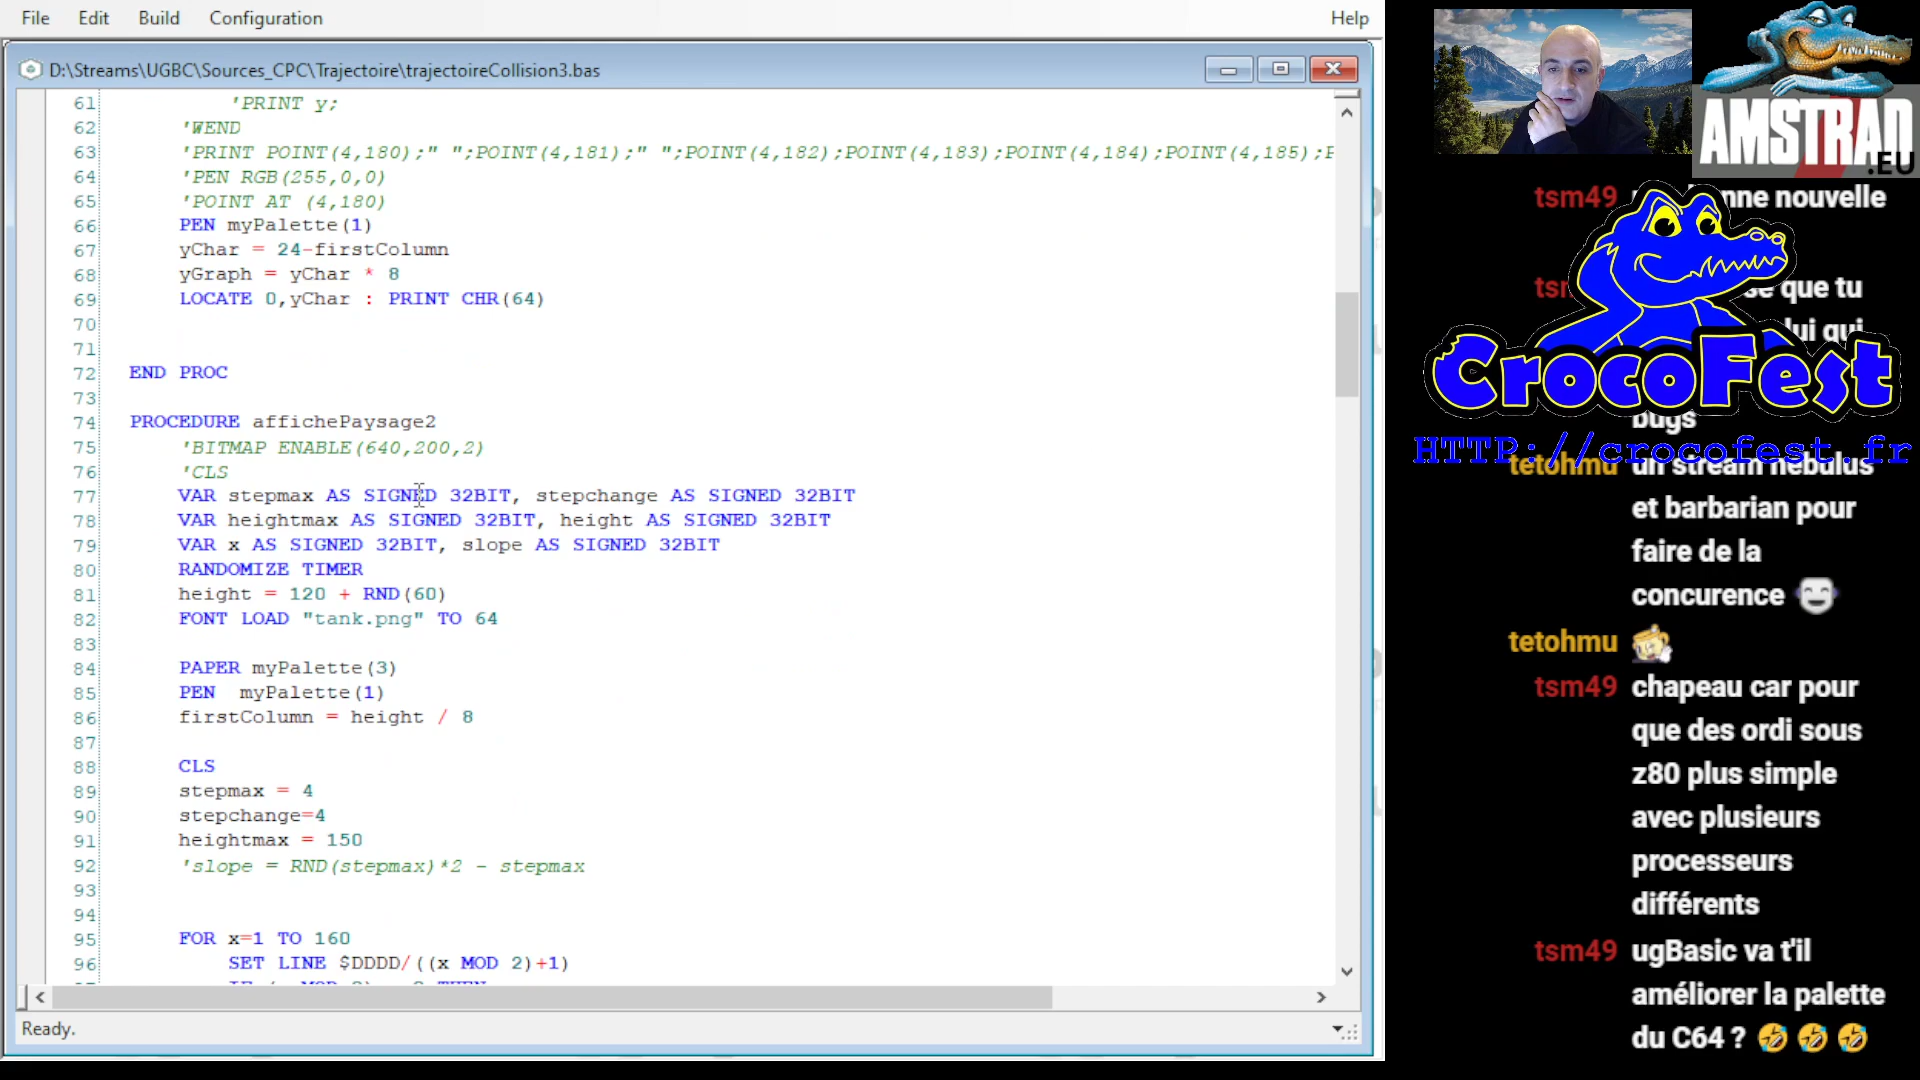 File Edit Build Configuration Help
D:\Streams\UGBC\Sources_CPC\Trajectoire\trajectoireCollision3.bas
61 'PRINT y;
62 'WEND
63 'PRINT POINT(4,180);" ";POINT(4,181);" ";POINT(4,182);POINT(4,183);POINT(4,184);POINT(4,185);P
64 'PEN RGB(255,0,0)
65 'POINT AT (4,180)
66 PEN myPalette(1)
67 yChar = 24-firstColumn
68 yGraph = yChar * 8
69 LOCATE 0,yChar : PRINT CHR(64)
70
71
72 END PROC
73
74 PROCEDURE affichePaysage2
75 'BITMAP ENABLE(640,200,2)
76 'CLS
77 VAR stepmax AS SIGNED 32BIT, stepchange AS SIGNED 32BIT
78 VAR heightmax AS SIGNED 32BIT, height AS SIGNED 32BIT
79 VAR x AS SIGNED 32BIT, slope AS SIGNED 32BIT
80 RANDOMIZE TIMER
81 height = 120 + RND(60)
82 FONT LOAD "tank.png" TO 64
83
84 PAPER myPalette(3)
85 PEN  myPalette(1)
86 firstColumn = height / 8
87
88 CLS
89 stepmax = 4
90 stepchange=4
91 heightmax = 150
92 'slope = RND(stepmax)*2 - stepmax
93
94
95 FOR x=1 TO 160
96 SET LINE $DDDD/((x MOD 2)+1)
Ready.
AMSTRAD
.EU
tsm49 nne nouvelle
se que tu
lui qui
CrocoFest
bugs
HTTP://crocofest.fr
tetohmu un stream nebulus
et barbarian pour
faire de la
concurence
tetohmu
tsm49 chapeau car pour
que des ordi sous
z80 plus simple
avec plusieurs
processeurs
différents
tsm49 ugBasic va t'il
améliorer la palette
du C64 ? 🤣 🤣 🤣